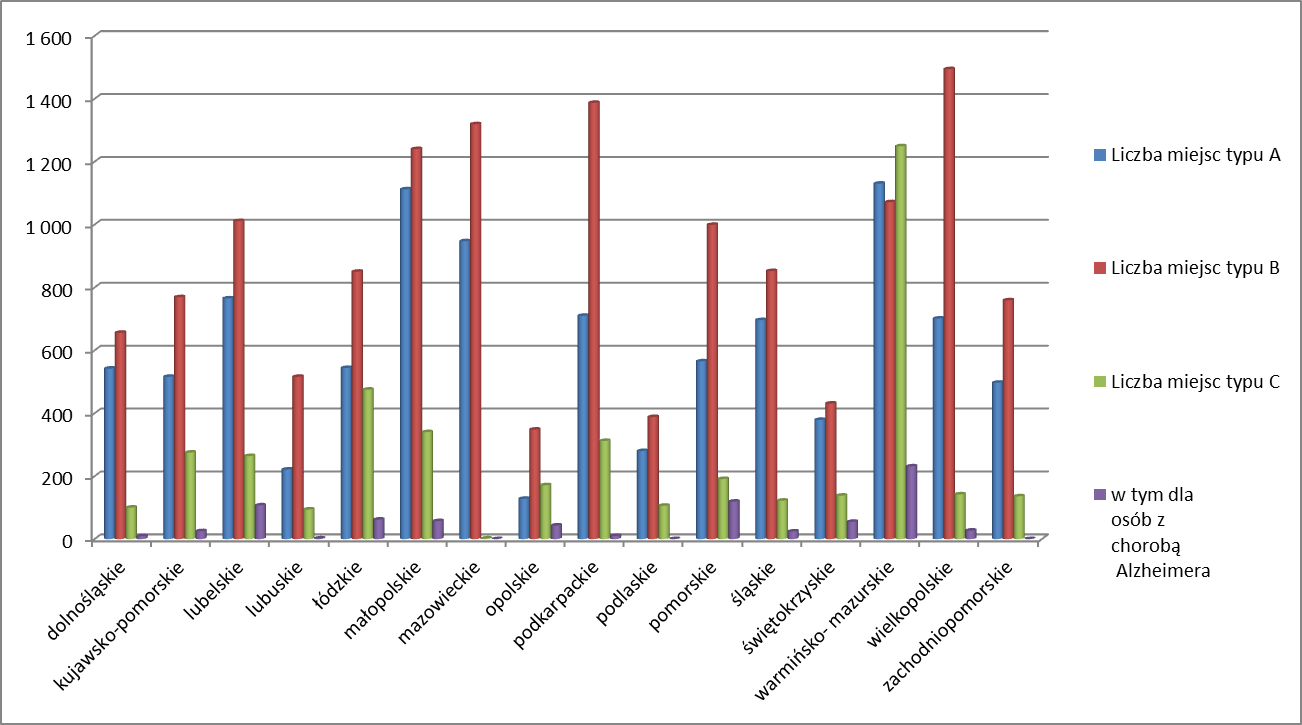 1 600
1 400
1 200
1 000
800
600
400
200
0
dolnośląskie
kujawsko-pomorskie
lubelskie
lubuskie
łódzkie
małopolskie
mazowieckie
opolskie
podkarpackie
podlaskie
pomorskie
śląskie
świętokrzyskie
warmińsko- mazurskie
wielkopolskie
zachodniopomorskie
Liczba miejsc typu A
Liczba miejsc typu B
Liczba miejsc typu C
w tym dla
osób z
chorobą
Alzheimera